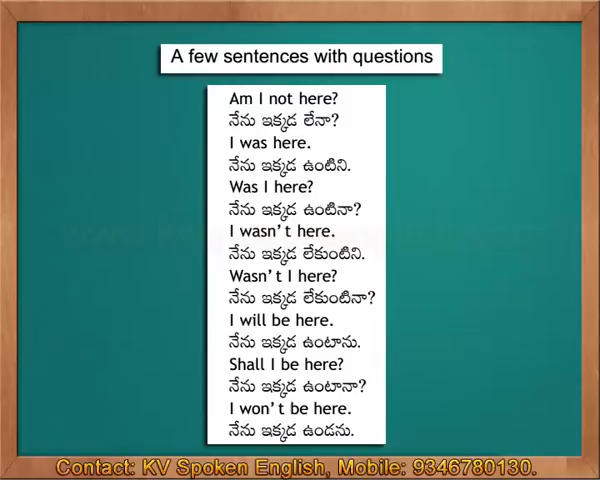 A few sentences with questions
Am I not here?
నేను ఇక్కడ లేనా?
I was here.
నేను ఇక్కడ ఉంటిని.
Was I here?
నేను ఇక్కడ ఉంటినా?
I wasn't here.
నేను ఇక్కడ లేకుంటిని.
Wasn't I here?
నేను ఇక్కడ లేకుంటినా?
I will be here.
నేను ఇక్కడ ఉంటాను.
Shall I be here?
నేను ఇక్కడ ఉంటానా?
I won't be here.
నేను ఇక్కడ ఉండను.
Contact: KV Spoken English, Mobile: 9346780130.